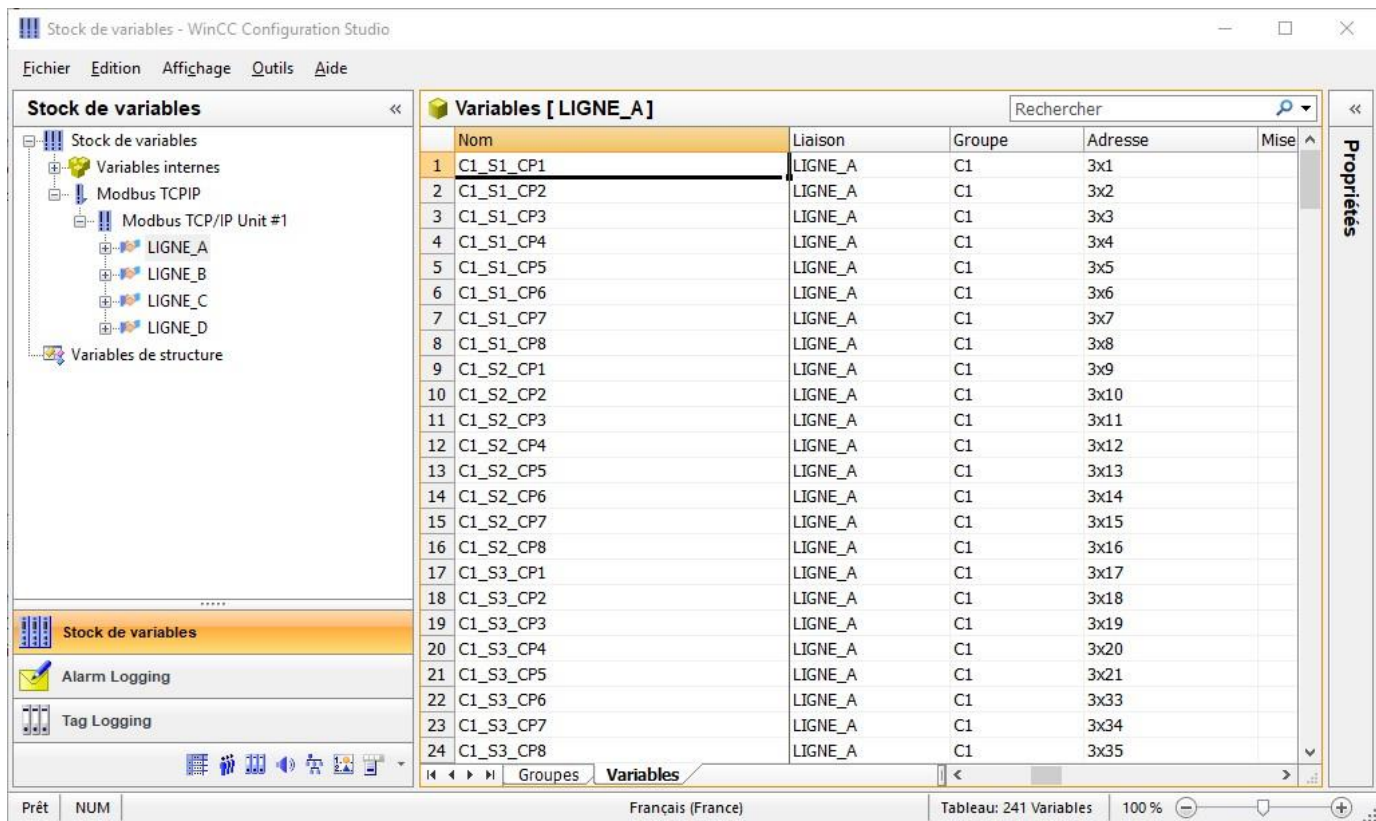 Stock de variables - WinCC Configuration Studio
Fichier Edition Affichage Outils Aide
Stock de variables «
Stock de variables
Variables internes
Modbus TCPIP
Modbus TCP/IP Unit #1
LIGNE_A
LIGNE_B
LIGNE_C
LIGNE_D
Variables de structure
Stock de variables
Alarm Logging
Tag Logging
Variables [ LIGNE_A ] Rechercher
Nom Liaison Groupe Adresse Mise
1 C1_S1_CP1 LIGNE_A C1 3x1
2 C1_S1_CP2 LIGNE_A C1 3x2
3 C1_S1_CP3 LIGNE_A C1 3x3
4 C1_S1_CP4 LIGNE_A C1 3x4
5 C1_S1_CP5 LIGNE_A C1 3x5
6 C1_S1_CP6 LIGNE_A C1 3x6
7 C1_S1_CP7 LIGNE_A C1 3x7
8 C1_S1_CP8 LIGNE_A C1 3x8
9 C1_S2_CP1 LIGNE_A C1 3x9
10 C1_S2_CP2 LIGNE_A C1 3x10
11 C1_S2_CP3 LIGNE_A C1 3x11
12 C1_S2_CP4 LIGNE_A C1 3x12
13 C1_S2_CP5 LIGNE_A C1 3x13
14 C1_S2_CP6 LIGNE_A C1 3x14
15 C1_S2_CP7 LIGNE_A C1 3x15
16 C1_S2_CP8 LIGNE_A C1 3x16
17 C1_S3_CP1 LIGNE_A C1 3x17
18 C1_S3_CP2 LIGNE_A C1 3x18
19 C1_S3_CP3 LIGNE_A C1 3x19
20 C1_S3_CP4 LIGNE_A C1 3x20
21 C1_S3_CP5 LIGNE_A C1 3x21
22 C1_S3_CP6 LIGNE_A C1 3x33
23 C1_S3_CP7 LIGNE_A C1 3x34
24 C1_S3_CP8 LIGNE_A C1 3x35
Groupes Variables
«
Propriétés
Prêt NUM Français (France) Tableau: 241 Variables 100 %